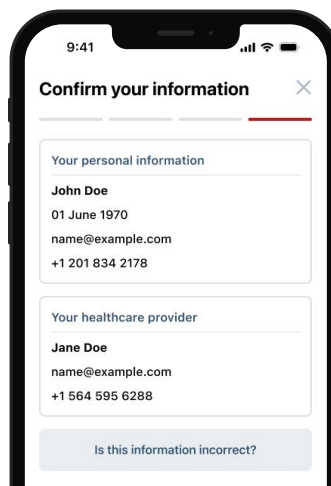 9:41
Confirm your information
Your personal information
John Doe
01 June 1970
name@example.com
+1 201 834 2178
Your healthcare provider
Jane Doe
name@example.com
+1 564 595 6288
Is this information incorrect?